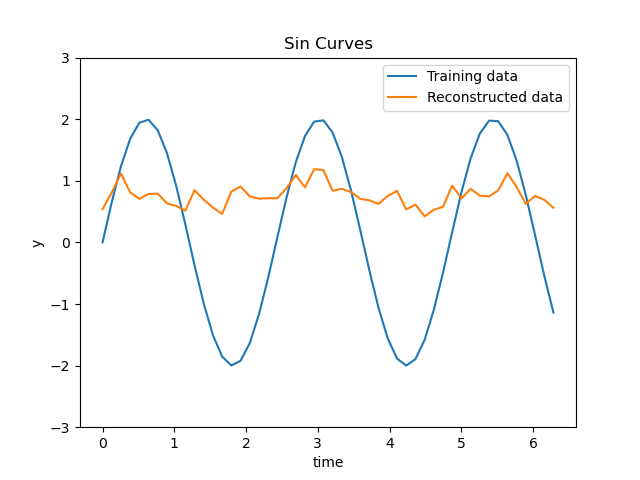 Sin Curves
Training data
Reconstructed data
3
2
1
0
−1
−2
−3
y
0
1
2
3
4
5
6
time